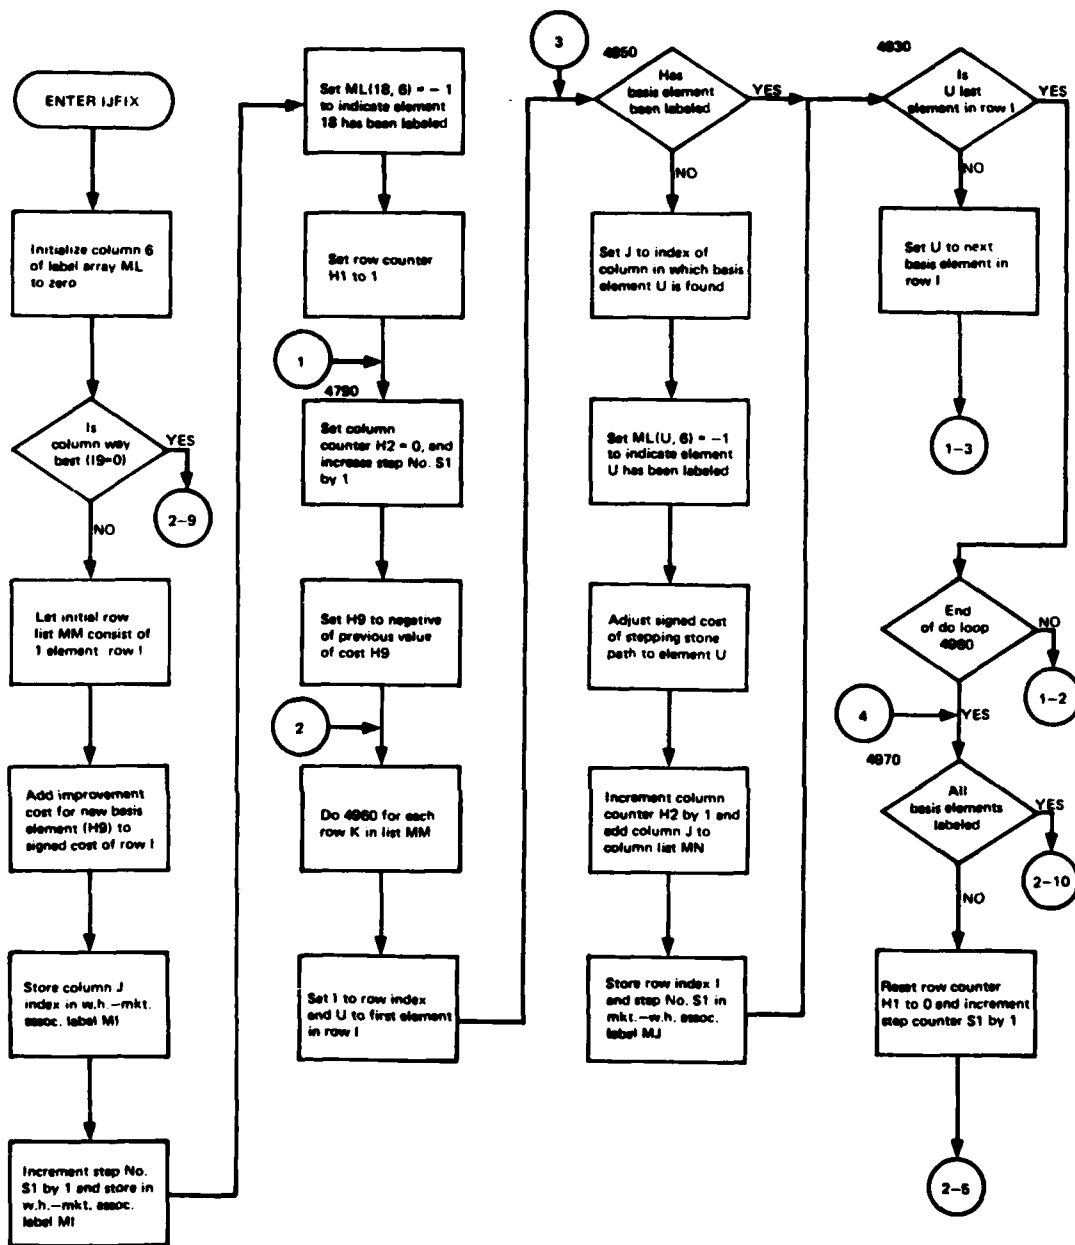 ENTER IJFIX
Initialize column 6
of label array ML
to zero
Is
column way
best (I9=0)
YES
2-9
NO
Let initial row
list MM consist of
1 element row I
Add improvement
cost for new basis
element (H9) to
signed cost of row I
Store column J
index in w.h.-mkt.
assoc. label MI
Increment step No.
S1 by 1 and store in
w.h.-mkt. assoc.
label MI
Set ML(18, 6) = - 1
to indicate element
18 has been labeled
Set row counter
H1 to 1
1
4790
Set column
counter H2 = 0, and
increase step No. S1
by 1
Set H9 to negative
of previous value
of cost H9
2
Do 4960 for each
row K in list MM
Set I to row index
and U to first element
in row I
3
4850
Has
basis element
been labeled
YES
NO
Set J to index of
column in which basis
element U is found
Set ML(U, 6) = -1
to indicate element
U has been labeled
Adjust signed cost
of stepping stone
path to element U
Increment column
counter H2 by 1 and
add column J to
column list MN
Store row index I
and step No. S1 in
mkt.-w.h. assoc.
label MJ
4930
Is
U last
element in row I
YES
NO
Set U to next
basis element in
row I
1-3
End
of do loop
4960
NO
1-2
4
YES
4970
All
basis elements
labeled
YES
2-10
NO
Reset row counter
H1 to 0 and increment
step counter S1 by 1
2-5